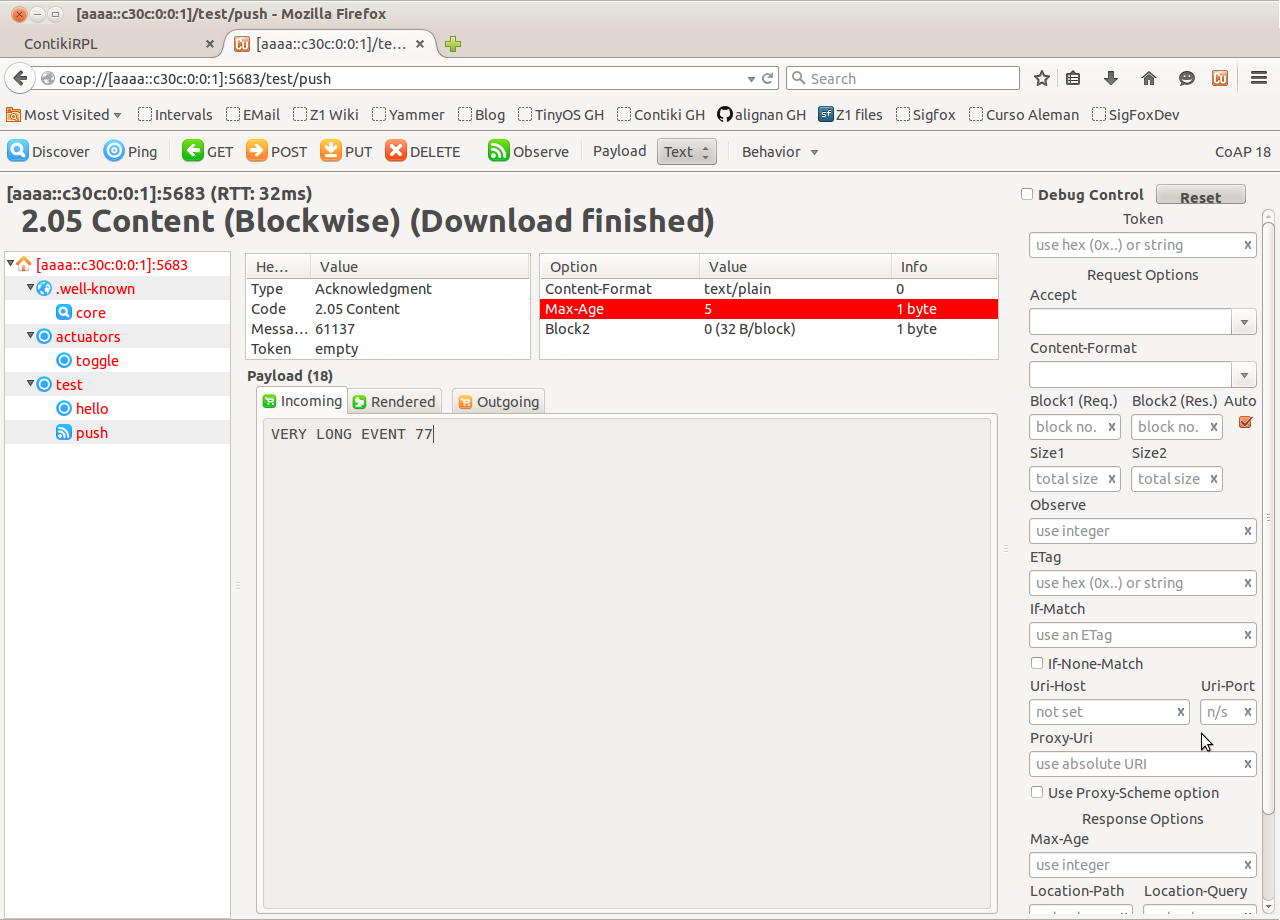 [aaaa::c30c:0:0:1]/test/push - Mozilla Firefox
ContikiRPL
[aaaa::c30c:0:0:1]/te...
coap://[aaaa::c30c:0:0:1]:5683/test/push
Search
Most Visited Intervals EMail Z1 Wiki Yammer Blog TinyOS GH Contiki GH alignan GH Z1 files Sigfox Curso Aleman SigFoxDev
Discover Ping GET POST PUT DELETE Observe Payload Text Behavior CoAP 18
[aaaa::c30c:0:0:1]:5683 (RTT: 32ms)
2.05 Content (Blockwise) (Download finished)
[aaaa::c30c:0:0:1]:5683
.well-known
core
actuators
toggle
test
hello
push
He... Value
Type Acknowledgment
Code 2.05 Content
Messa... 61137
Token empty
Option Value Info
Content-Format text/plain 0
Max-Age 5 1 byte
Block2 0 (32 B/block) 1 byte
Payload (18)
Incoming Rendered Outgoing
VERY LONG EVENT 77
Debug Control Reset
Token
use hex (0x..) or string x
Request Options
Accept
Content-Format
Block1 (Req.) Block2 (Res.) Auto
block no. x block no. x
Size1 Size2
total size x total size x
Observe
use integer x
ETag
use hex (0x..) or string x
If-Match
use an ETag x
If-None-Match
Uri-Host Uri-Port
not set x n/s x
Proxy-Uri
use absolute URI x
Use Proxy-Scheme option
Response Options
Max-Age
use integer x
Location-Path Location-Query